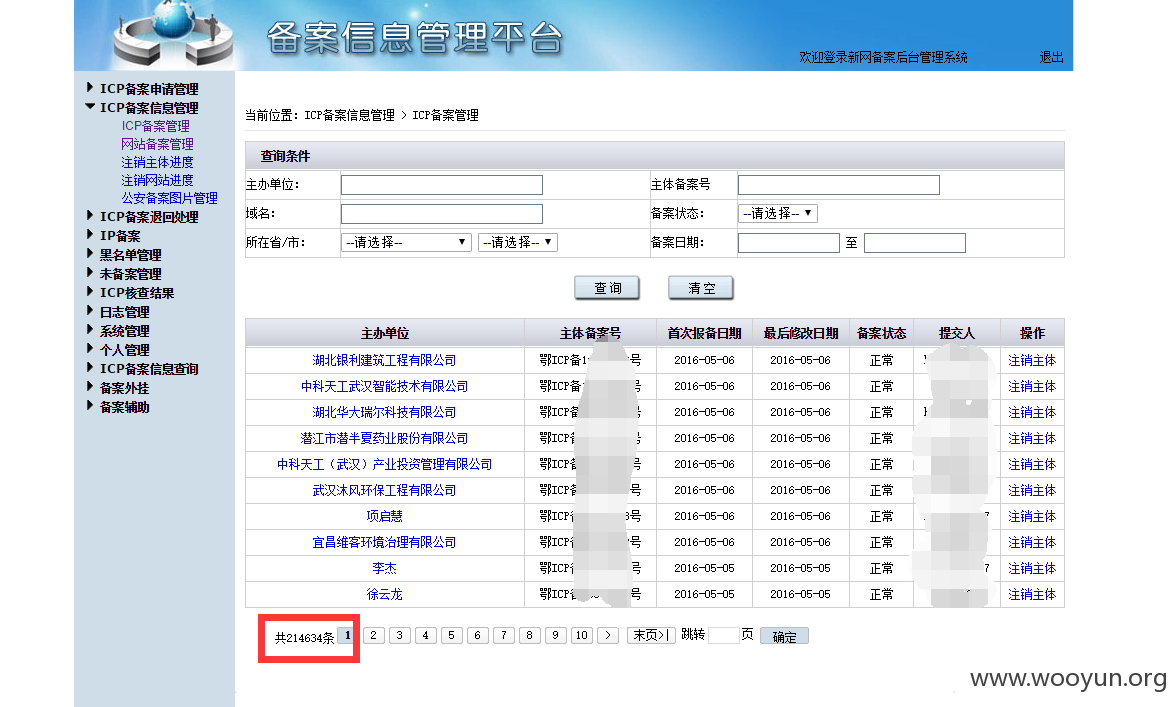 备案信息管理平台
欢迎登录新网备案后台管理系统 退出
ICP备案申请管理
ICP备案信息管理
ICP备案管理
网站备案管理
注销主体进度
注销网站进度
公安备案图片管理
ICP备案退回处理
IP备案
黑名单管理
未备案管理
ICP核查结果
日志管理
系统管理
个人管理
ICP备案信息查询
备案外挂
备案辅助
当前位置：ICP备案信息管理 > ICP备案管理
查询条件
主办单位： 主体备案号
域名： 备案状态： --请选择--
所在省/市： --请选择-- --请选择-- 备案日期： 至
查询 清空
主办单位 主体备案号 首次报备日期 最后修改日期 备案状态 提交人 操作
湖北银利建筑工程有限公司 鄂ICP备1 号 2016-05-06 2016-05-06 正常 注销主体
中科天工武汉智能技术有限公司 鄂ICP备 号 2016-05-06 2016-05-06 正常 注销主体
湖北华大瑞尔科技有限公司 鄂ICP备 号 2016-05-06 2016-05-06 正常 注销主体
潜江市潜半夏药业股份有限公司 鄂ICP 号 2016-05-06 2016-05-06 正常 注销主体
中科天工（武汉）产业投资管理有限公司 鄂ICP 号 2016-05-06 2016-05-06 正常 注销主体
武汉沐风环保工程有限公司 鄂ICP 号 2016-05-06 2016-05-06 正常 注销主体
项启慧 鄂ICP 号 2016-05-06 2016-05-06 正常 7 注销主体
宜昌维客环境治理有限公司 鄂ICP 号 2016-05-06 2016-05-06 正常 注销主体
李杰 鄂ICP 号 2016-05-05 2016-05-05 正常 7 注销主体
徐云龙 鄂ICP 号 2016-05-05 2016-05-05 正常 注销主体
共214634条 1 2 3 4 5 6 7 8 9 10 > 末页>| 跳转 页 确定
www.wooyun.org